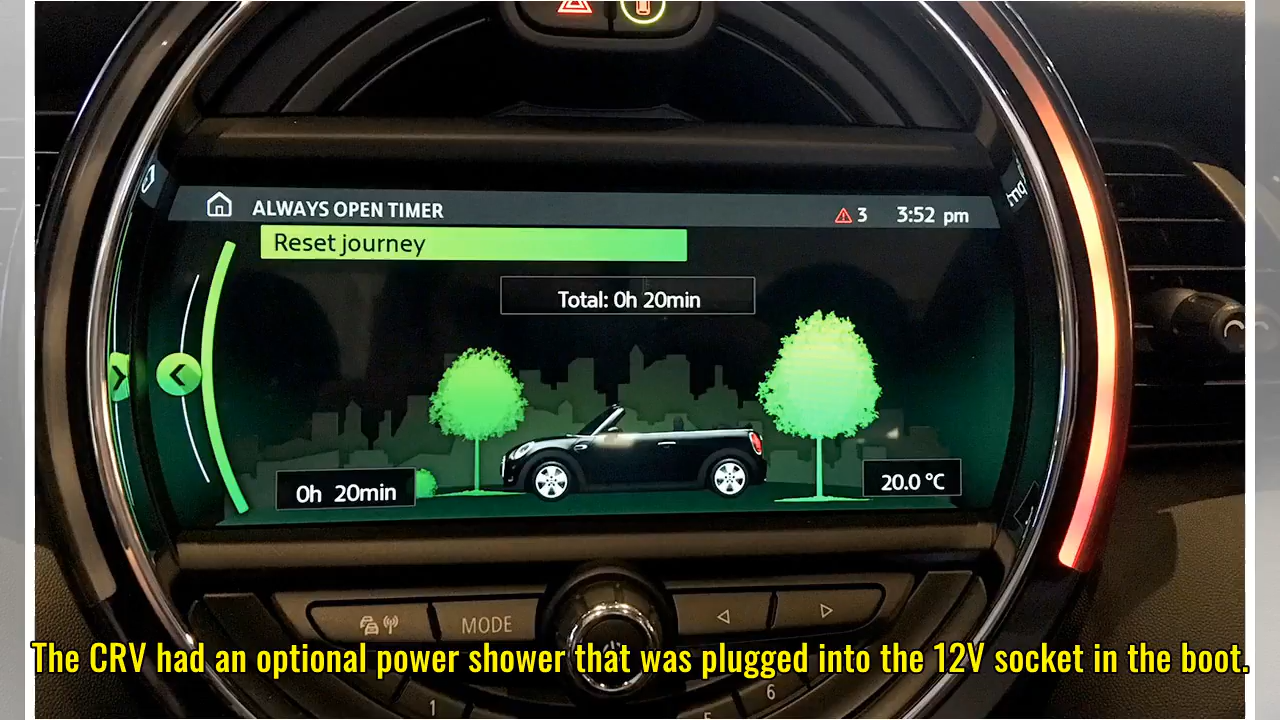 ALWAYS OPEN TIMER
3
3:52 pm
Reset journey
Total: 0h 20min
0h 20min
20.0 °C
MODE
The CRV had an optional power shower that was plugged into the 12V socket in the boot.
6
1
5